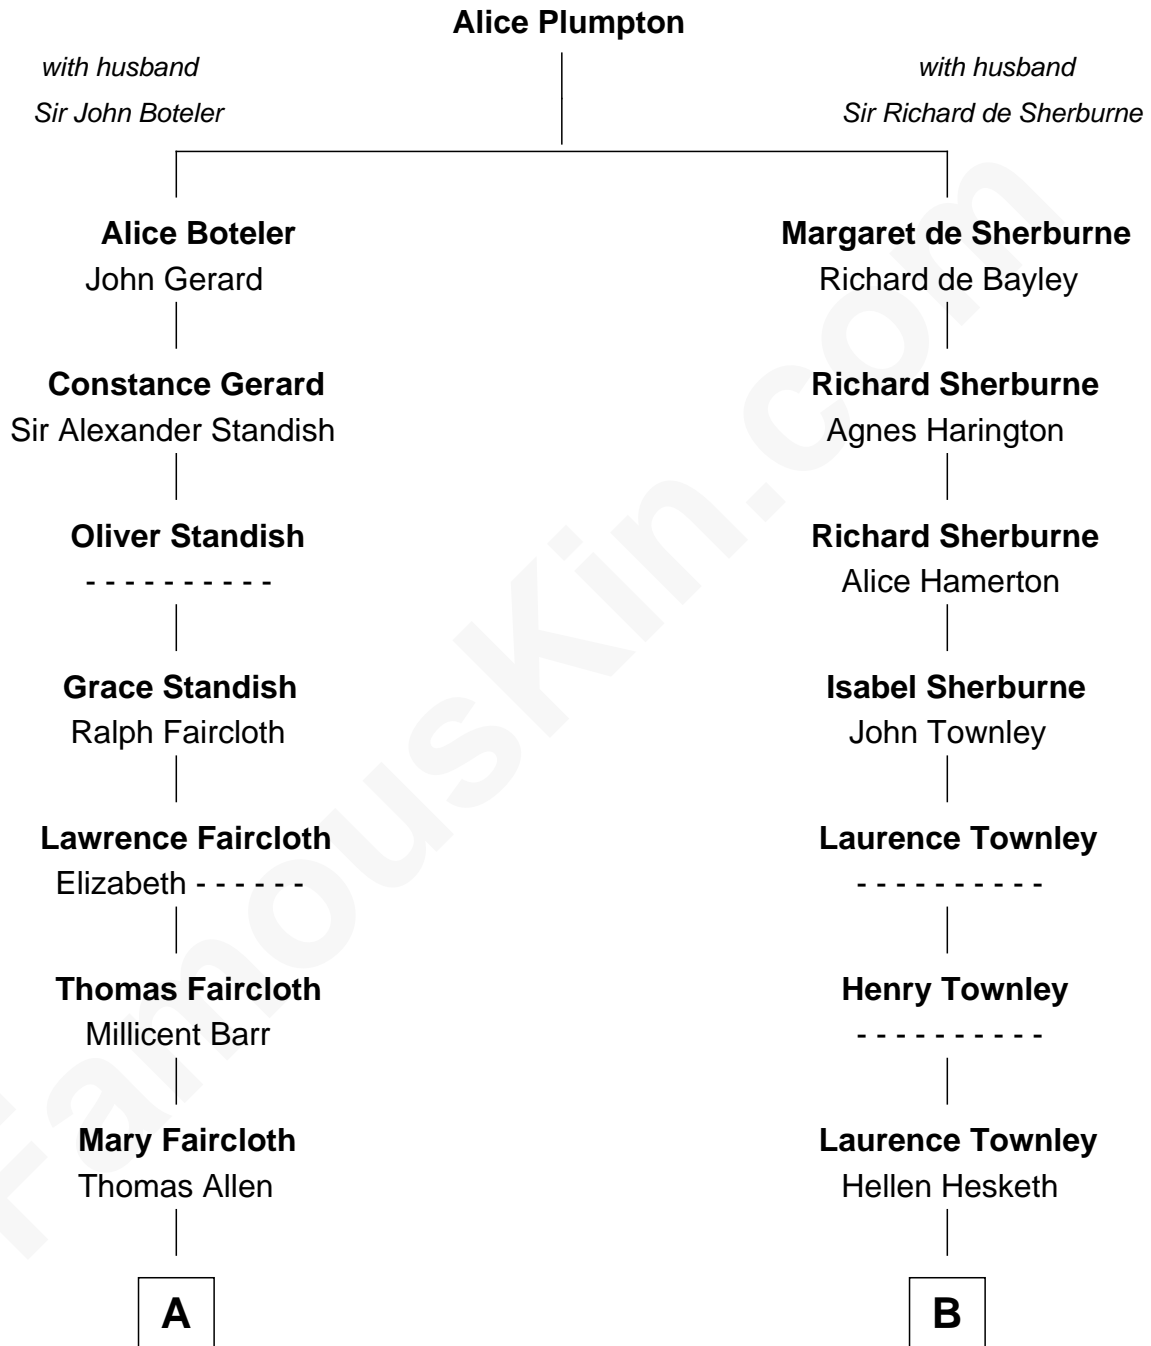 Alice Plumpton
with husband
Sir John Boteler
with husband
Sir Richard de Sherburne
Alice Boteler
John Gerard
Constance Gerard
Sir Alexander Standish
Oliver Standish
- - - - - - - - - -
Grace Standish
Ralph Faircloth
Lawrence Faircloth
Elizabeth - - - - - -
Thomas Faircloth
Millicent Barr
Mary Faircloth
Thomas Allen
A
Margaret de Sherburne
Richard de Bayley
Richard Sherburne
Agnes Harington
Richard Sherburne
Alice Hamerton
Isabel Sherburne
John Townley
Laurence Townley
- - - - - - - - - -
Henry Townley
- - - - - - - - - -
Laurence Townley
Hellen Hesketh
B
FamousKin.com